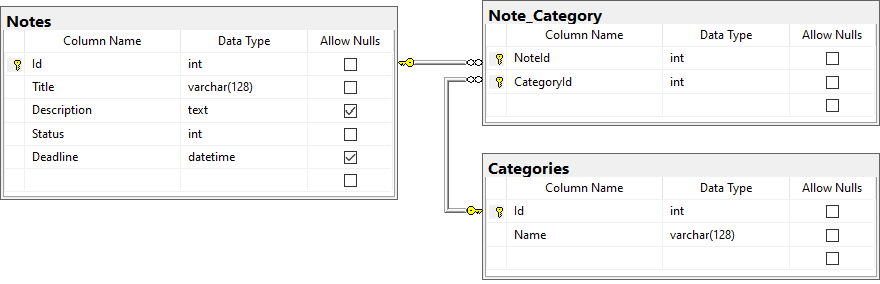 Notes
Column Name Data Type Allow Nulls
Id int
Title varchar(128)
Description text
Status int
Deadline datetime
Note_Category
Column Name Data Type Allow Nulls
NoteId int
CategoryId int
Categories
Column Name Data Type Allow Nulls
Id int
Name varchar(128)